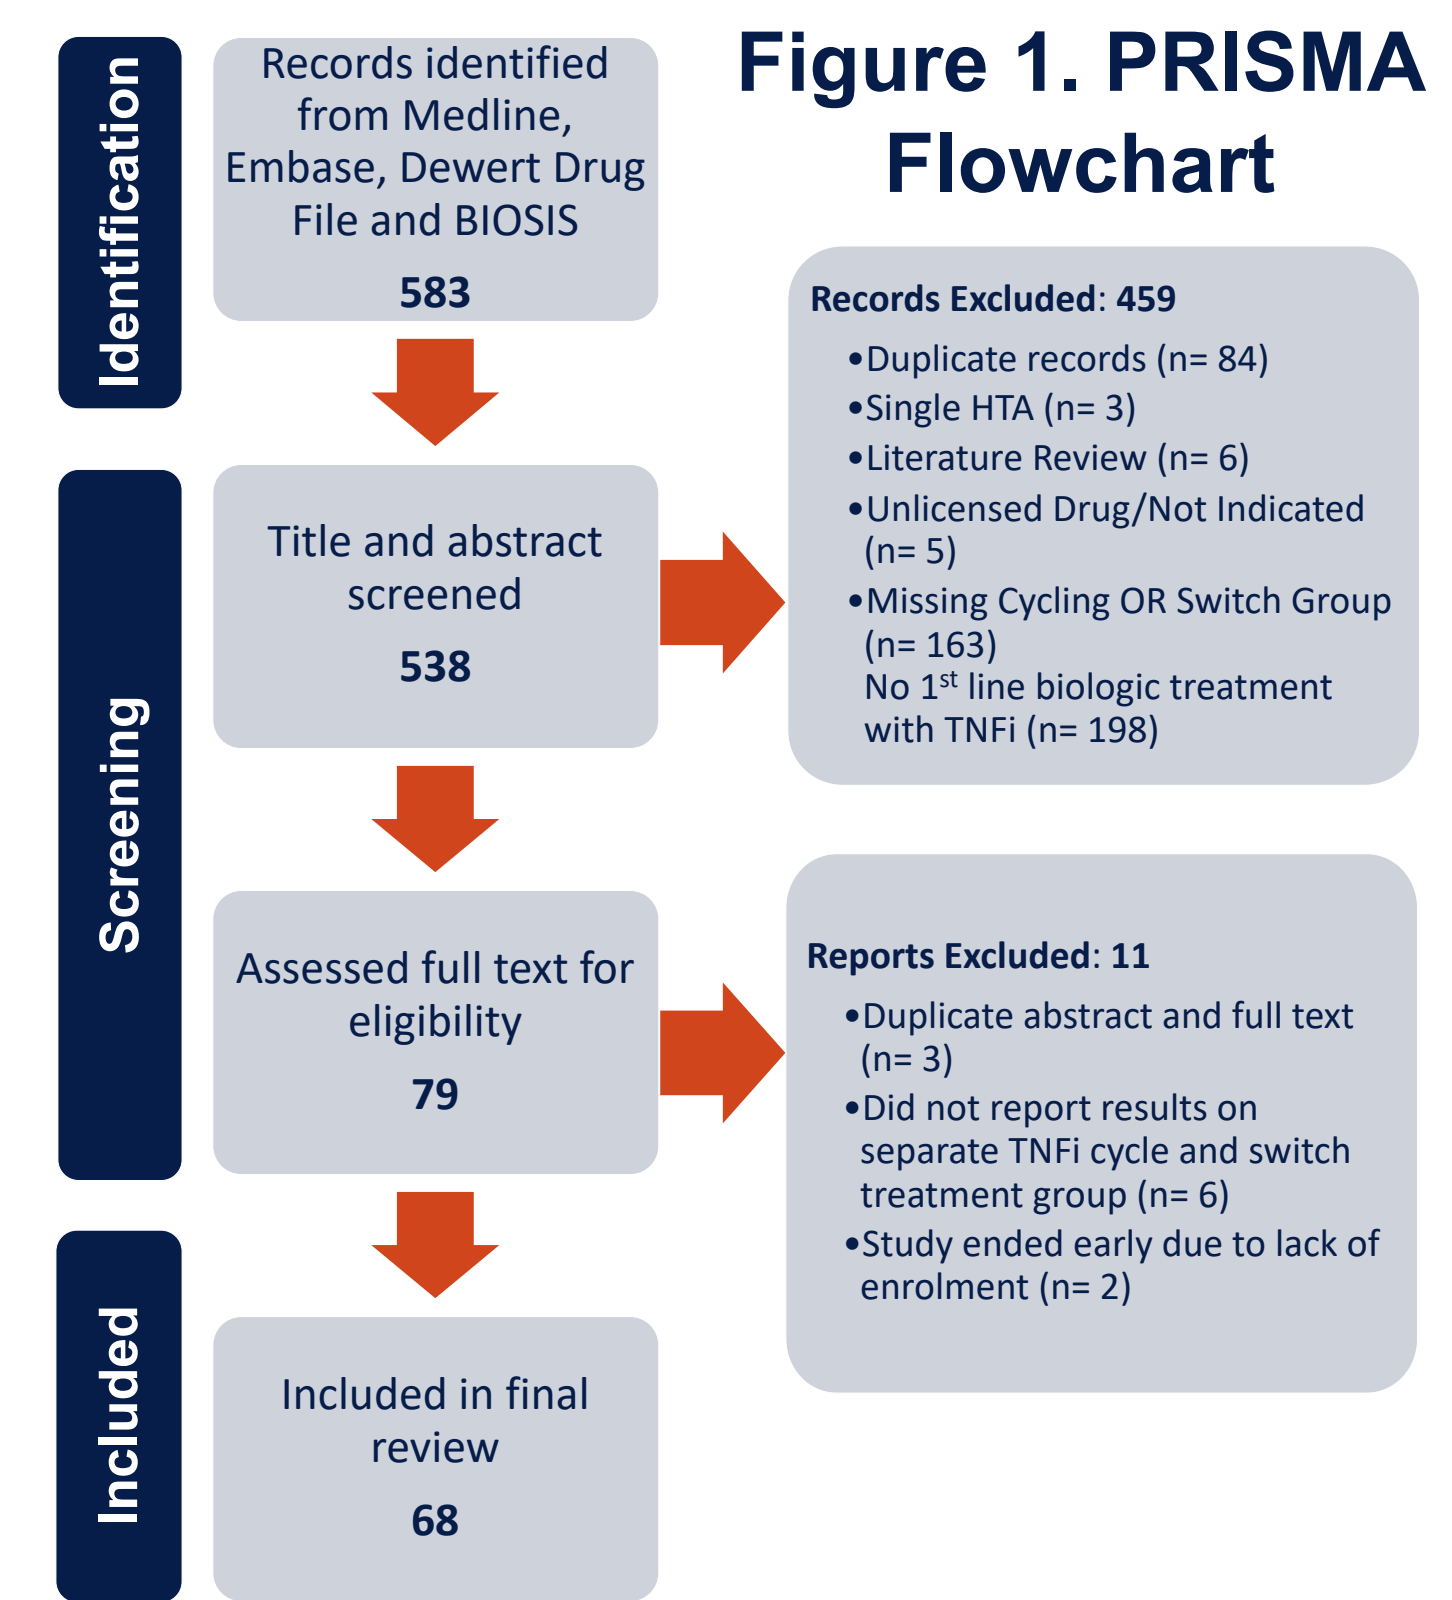 Figure 1. PRISMA
Flowchart
Identification
Records identified
from Medline,
Embase, Dewert Drug
File and BIOSIS
583
Screening
Title and abstract
screened
538
Records Excluded: 459
•Duplicate records (n= 84)
•Single HTA (n= 3)
•Literature Review (n= 6)
•Unlicensed Drug/Not Indicated
(n= 5)
•Missing Cycling OR Switch Group
(n= 163)
No 1st line biologic treatment
with TNFi (n= 198)
Assessed full text for
eligibility
79
Reports Excluded: 11
•Duplicate abstract and full text
(n= 3)
•Did not report results on
separate TNFi cycle and switch
treatment group (n= 6)
•Study ended early due to lack of
enrolment (n= 2)
Included
Included in final
review
68